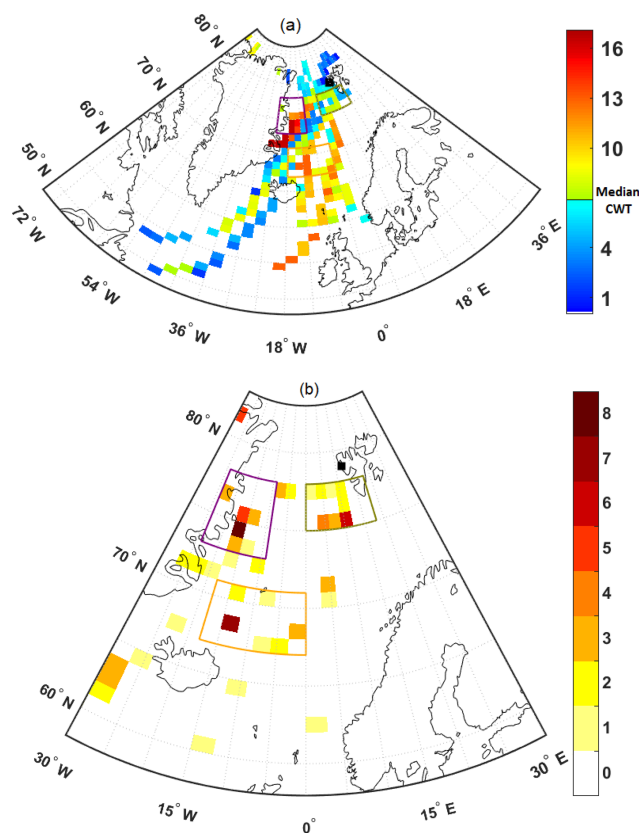 (a)
80° N
70° N
60° N
50° N
72° W
54° W
36° W
18° W
0°
18° E
36° E
16
13
10
Median
CWT
4
1
(b)
80° N
70° N
60° N
30° W
15° W
0°
15° E
30° E
8
7
6
5
4
3
2
1
0